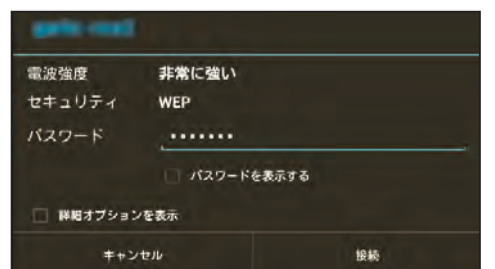 電波強度 非常に強い
セキュリティ WEP
パスワード •••••••
パスワードを表示する
詳細オプションを表示
キャンセル 接続